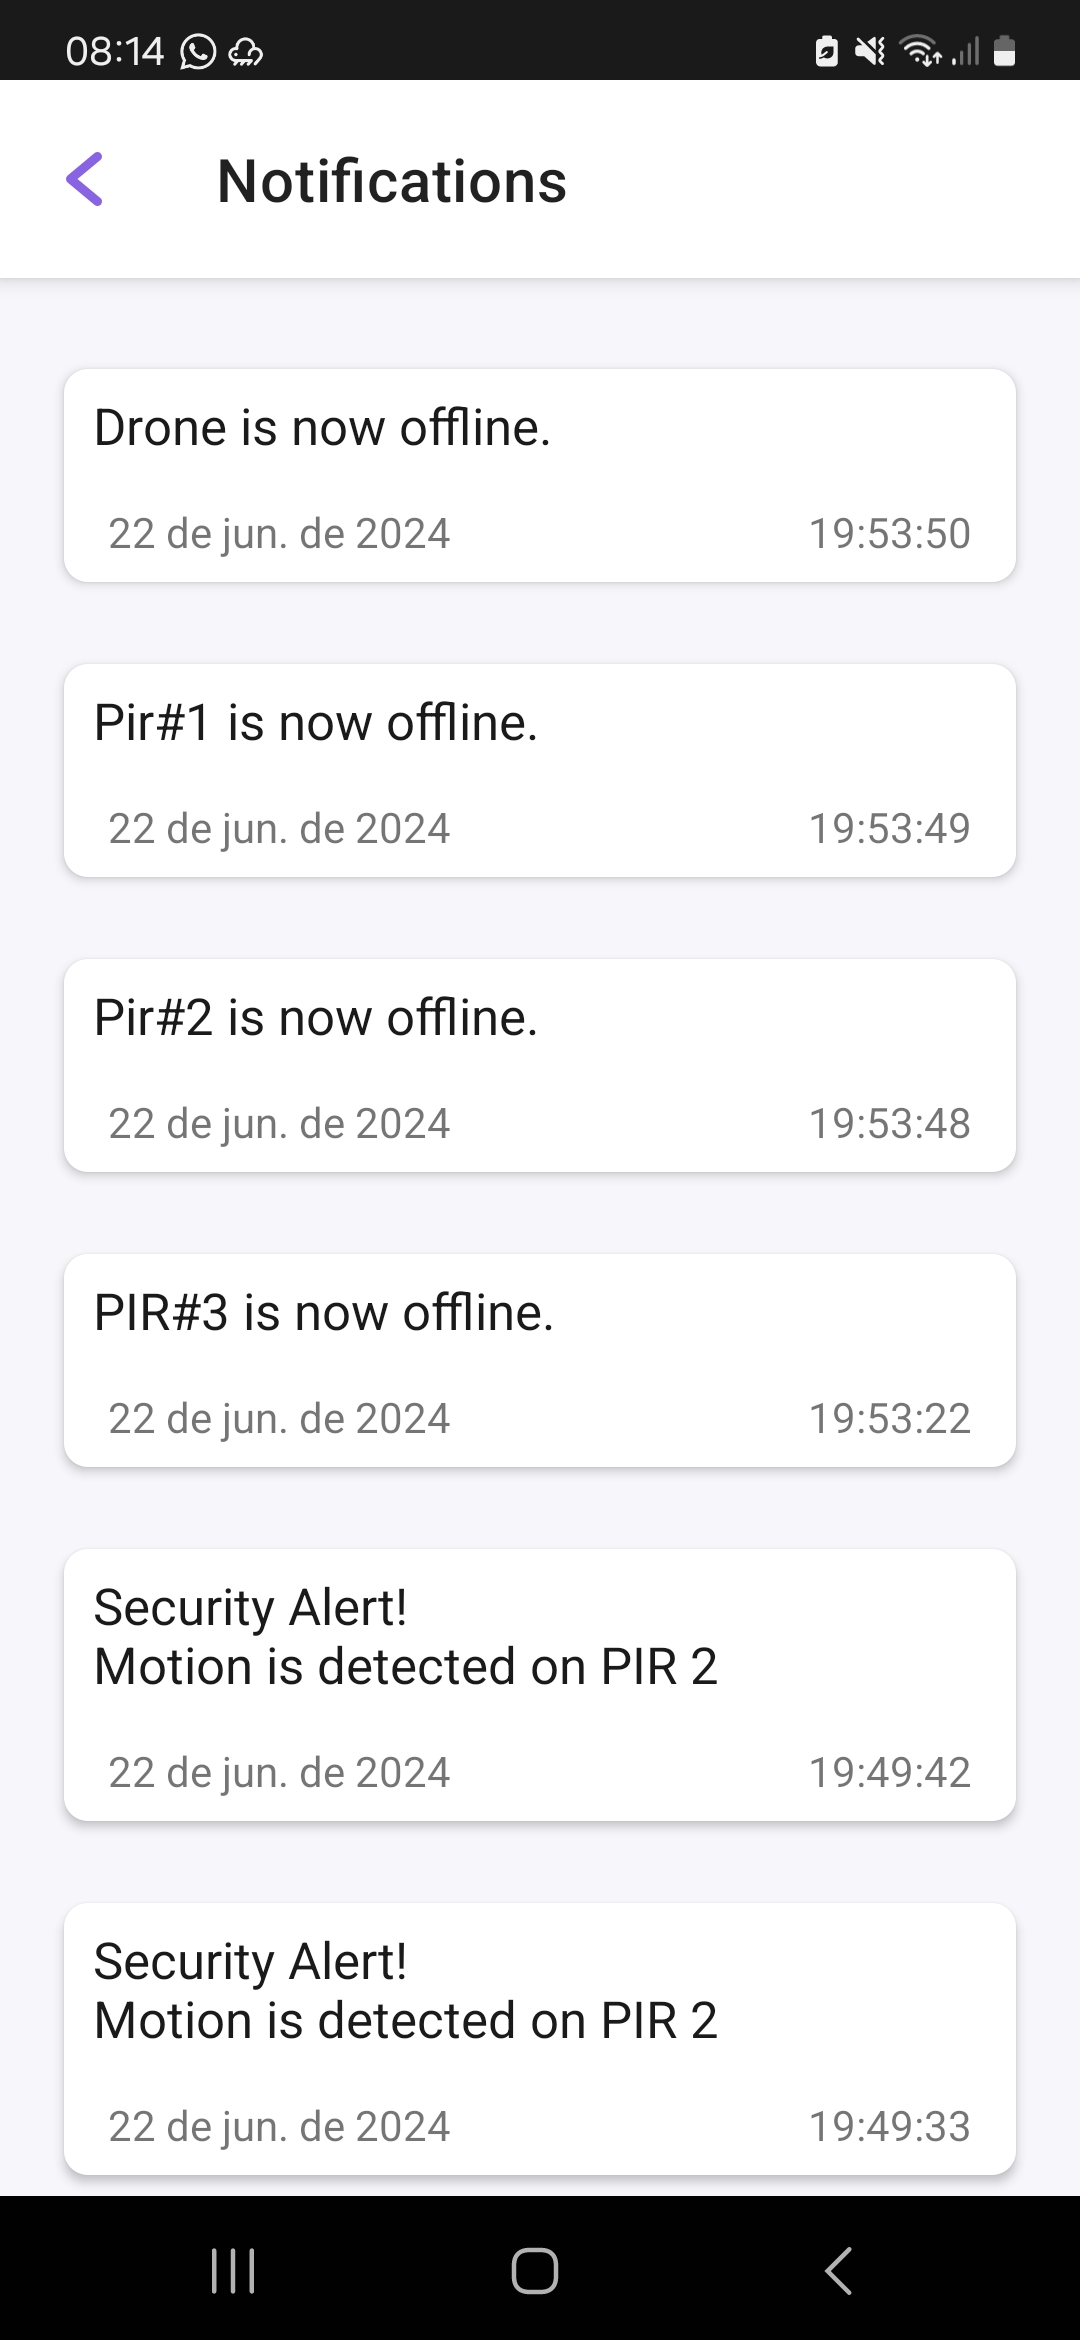 08:14
Notifications
Drone is now offline.
22 de jun. de 2024 19:53:50
Pir#1 is now offline.
22 de jun. de 2024 19:53:49
Pir#2 is now offline.
22 de jun. de 2024 19:53:48
PIR#3 is now offline.
22 de jun. de 2024 19:53:22
Security Alert!
Motion is detected on PIR 2
22 de jun. de 2024 19:49:42
Security Alert!
Motion is detected on PIR 2
22 de jun. de 2024 19:49:33